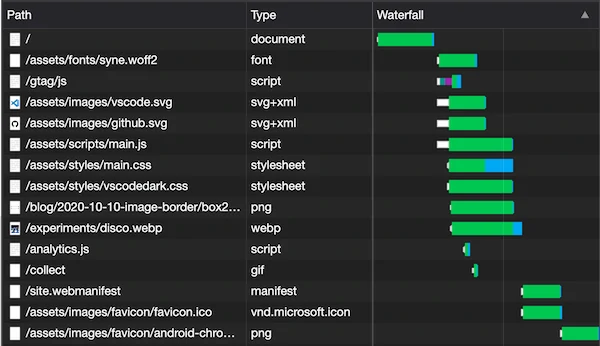 Path Type Waterfall
/ document
/assets/fonts/syne.woff2 font
/gtag/js script
/assets/images/vscode.svg svg+xml
/assets/images/github.svg svg+xml
/assets/scripts/main.js script
/assets/styles/main.css stylesheet
/assets/styles/vscodedark.css stylesheet
/blog/2020-10-10-image-border/box2... png
/experiments/disco.webp webp
/analytics.js script
/collect gif
/site.webmanifest manifest
/assets/images/favicon/favicon.ico vnd.microsoft.icon
/assets/images/favicon/android-chro... png